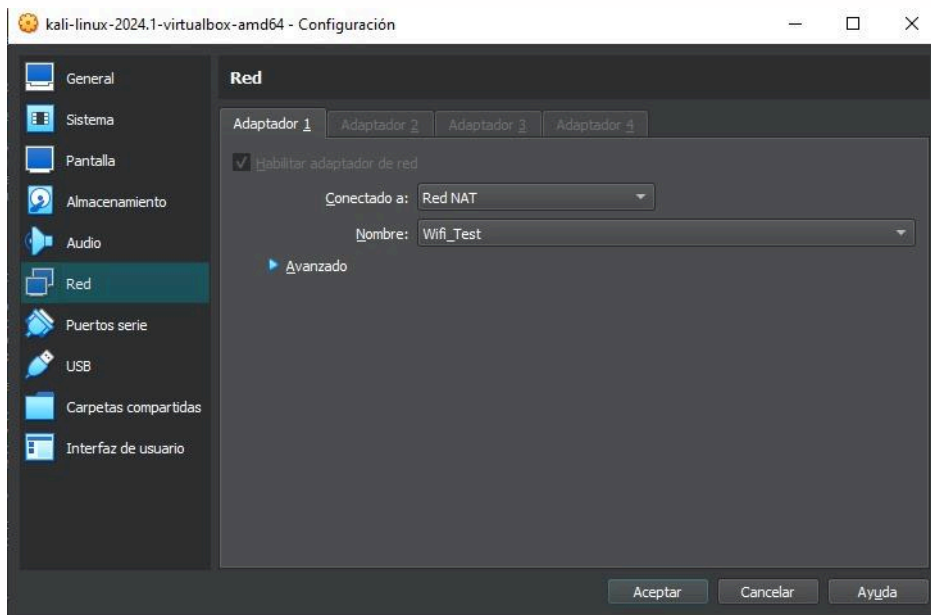 kali-linux-2024.1-virtualbox-amd64 - Configuración
General
Sistema
Pantalla
Almacenamiento
Audio
Red
Puertos serie
USB
Carpetas compartidas
Interfaz de usuario
Red
Adaptador 1 Adaptador 2 Adaptador 3 Adaptador 4
Habilitar adaptador de red
Conectado a: Red NAT
Nombre: Wifi_Test
Avanzado
Aceptar Cancelar Ayuda